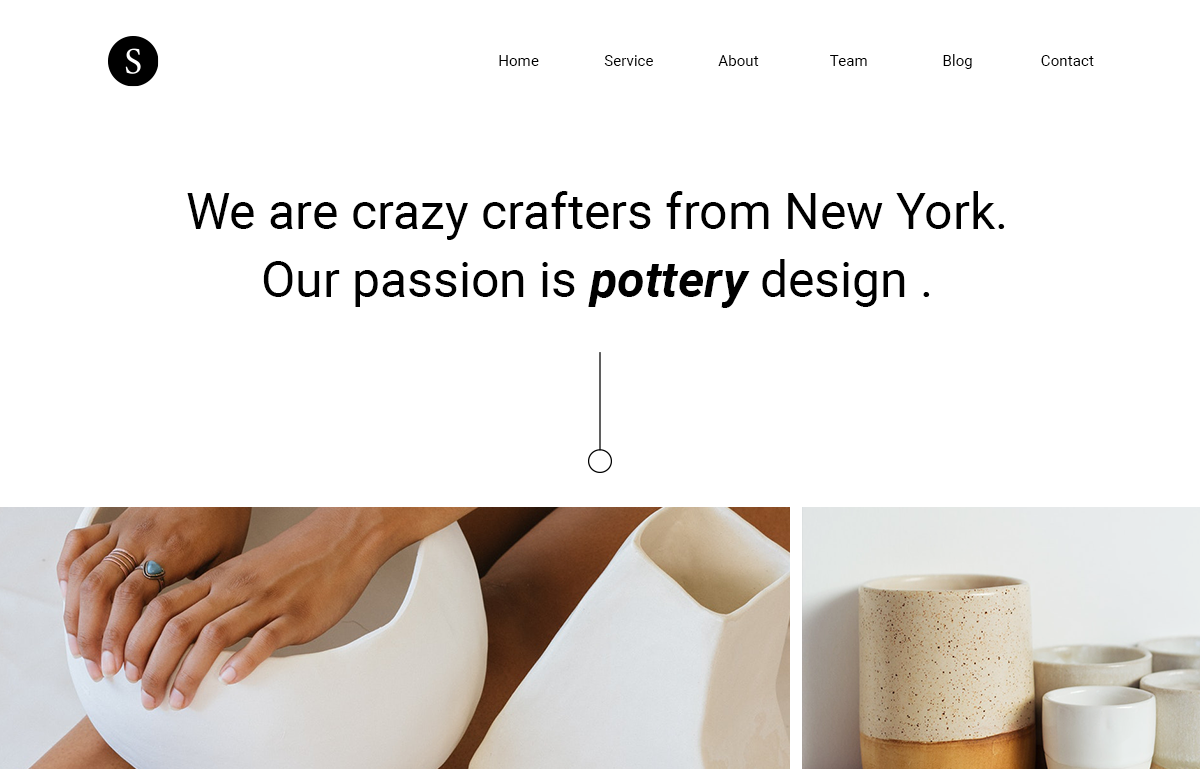 S
Home Service About Team Blog Contact
We are crazy crafters from New York.
Our passion is pottery design .